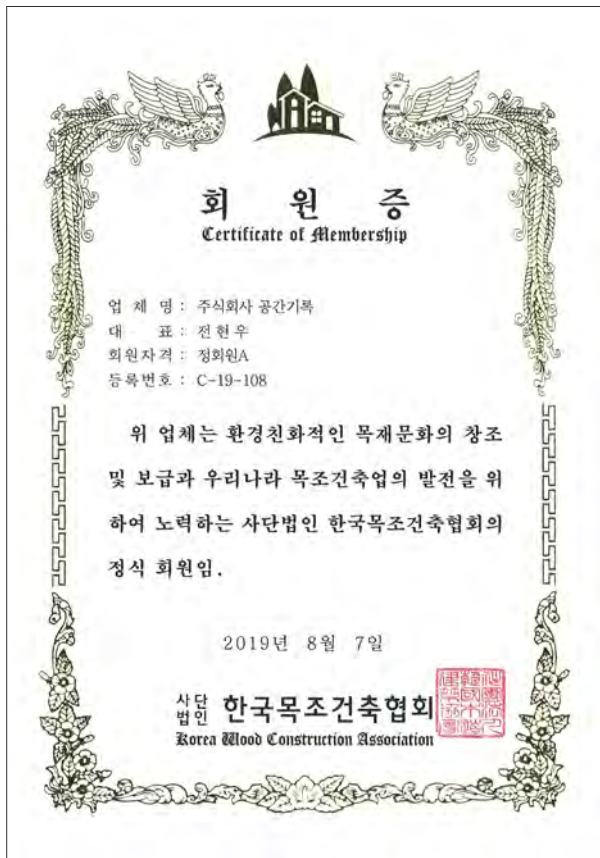 회 원 증
Certificate of Membership
업 체 명 : 주식회사 공간기록
대 표 : 전현우
회원자격 : 정회원A
등록번호 : C-19-108
위 업체는 환경친화적인 목재문화의 창조
및 보급과 우리나라 목조건축업의 발전을 위
하여 노력하는 사단법인 한국목조건축협회의
정식 회원임.
2019년 8월 7일
사단법인 한국목조건축협회
Korea Wood Construction Association